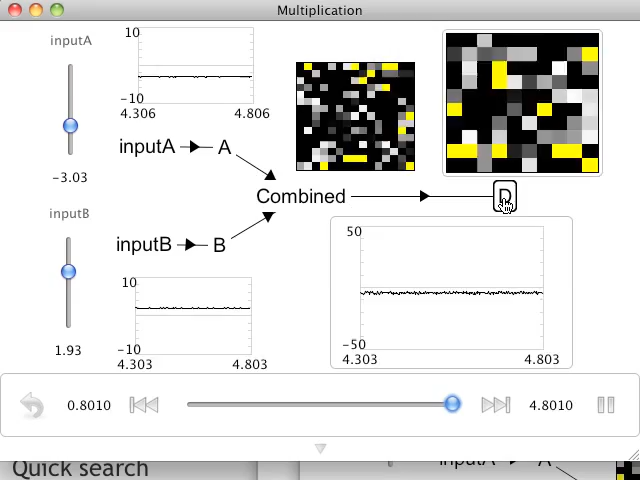 Multiplication
inputA
10
-10
4.306 4.806
-3.03
inputA A
Combined D
inputB
inputB B
10
-10
4.303 4.803
1.93
50
-50
4.303 4.803
0.8010 4.8010
Quick search
inputA A